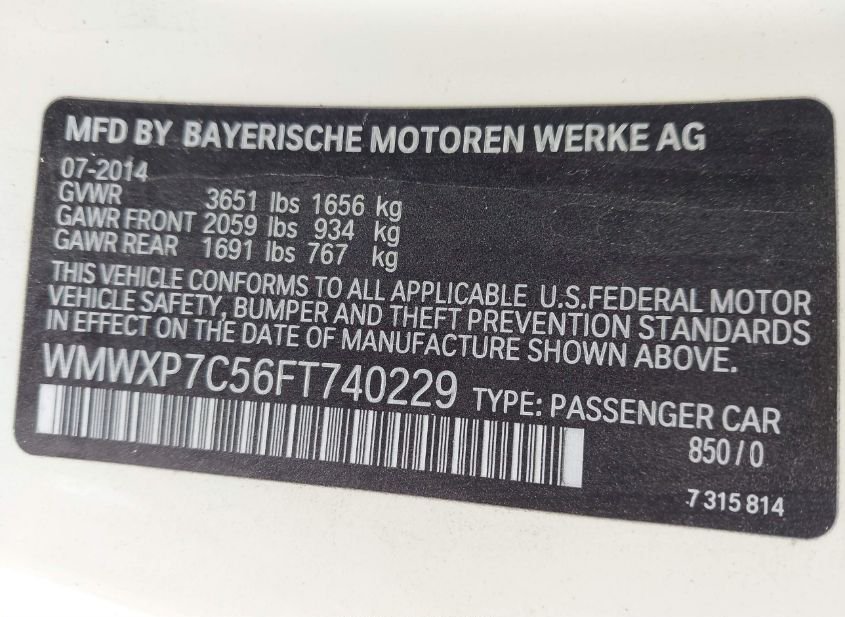 MFD BY BAYERISCHE MOTOREN WERKE AG
07-2014
GVWR 3651 lbs 1656 kg
GAWR FRONT 2059 lbs 934 kg
GAWR REAR 1691 lbs 767 kg
THIS VEHICLE CONFORMS TO ALL APPLICABLE U.S.FEDERAL MOTOR
VEHICLE SAFETY, BUMPER AND THEFT PREVENTION STANDARDS
IN EFFECT ON THE DATE OF MANUFACTURE SHOWN ABOVE.
WMWXP7C56FT740229 TYPE: PASSENGER CAR
850/0
7 315 814